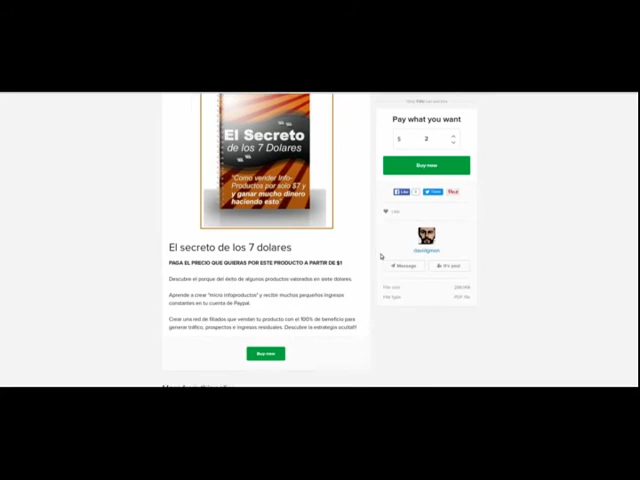 El Secreto
de los 7 Dolares
"Como vender Info-
Productos por solo $7 y
y ganar mucho dinero
haciendo esto"
El secreto de los 7 dolares
PAGA EL PRECIO QUE QUIERAS POR ESTE PRODUCTO A PARTIR DE $1
Descubre el porque del éxito de algunos productos valorados en siete dolares.
Aprende a crear "micro infoproductos" y recibir muchos pequeños ingresos
constantes en tu cuenta de Paypal.
Crear una red de filiados que vendan tu producto con el 100% de beneficio para
generar tráfico, prospectos e ingresos residuales. Descubre la estrategia oculta!!!
Buy now
Pay what you want
$ 2
Buy now
Like
Tweet
Pin it
Like
Message
File size
File type PDF file